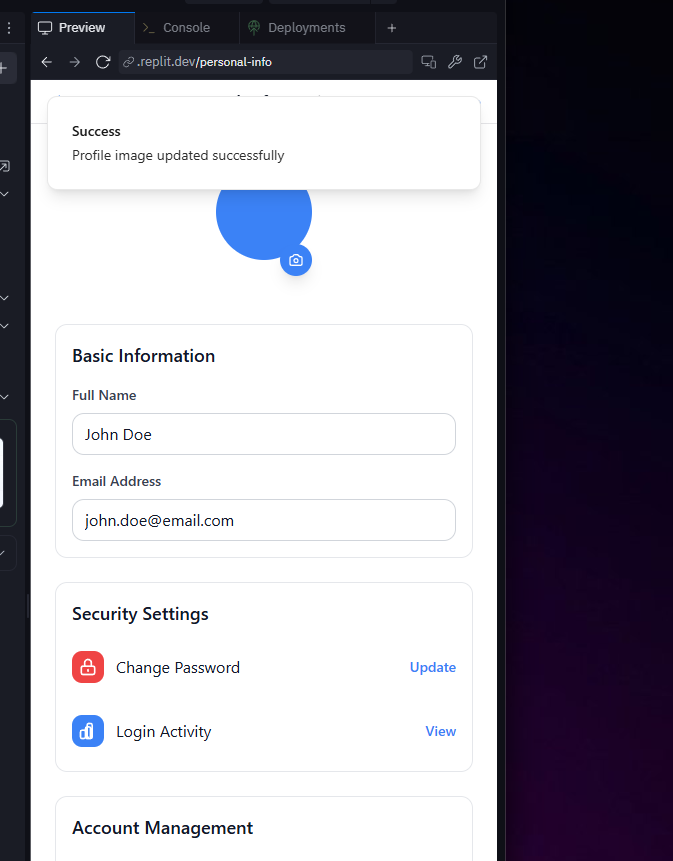 Preview
Console
Deployments
.replit.dev/personal-info
Success
Profile image updated successfully
Basic Information
Full Name
John Doe
Email Address
john.doe@email.com
Security Settings
Change Password
Update
Login Activity
View
Account Management